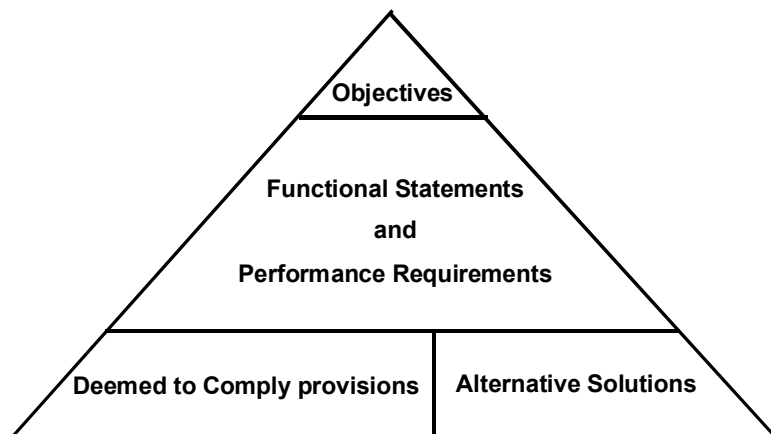 Objectives
Functional Statements
and
Performance Requirements
Deemed to Comply provisions
Alternative Solutions